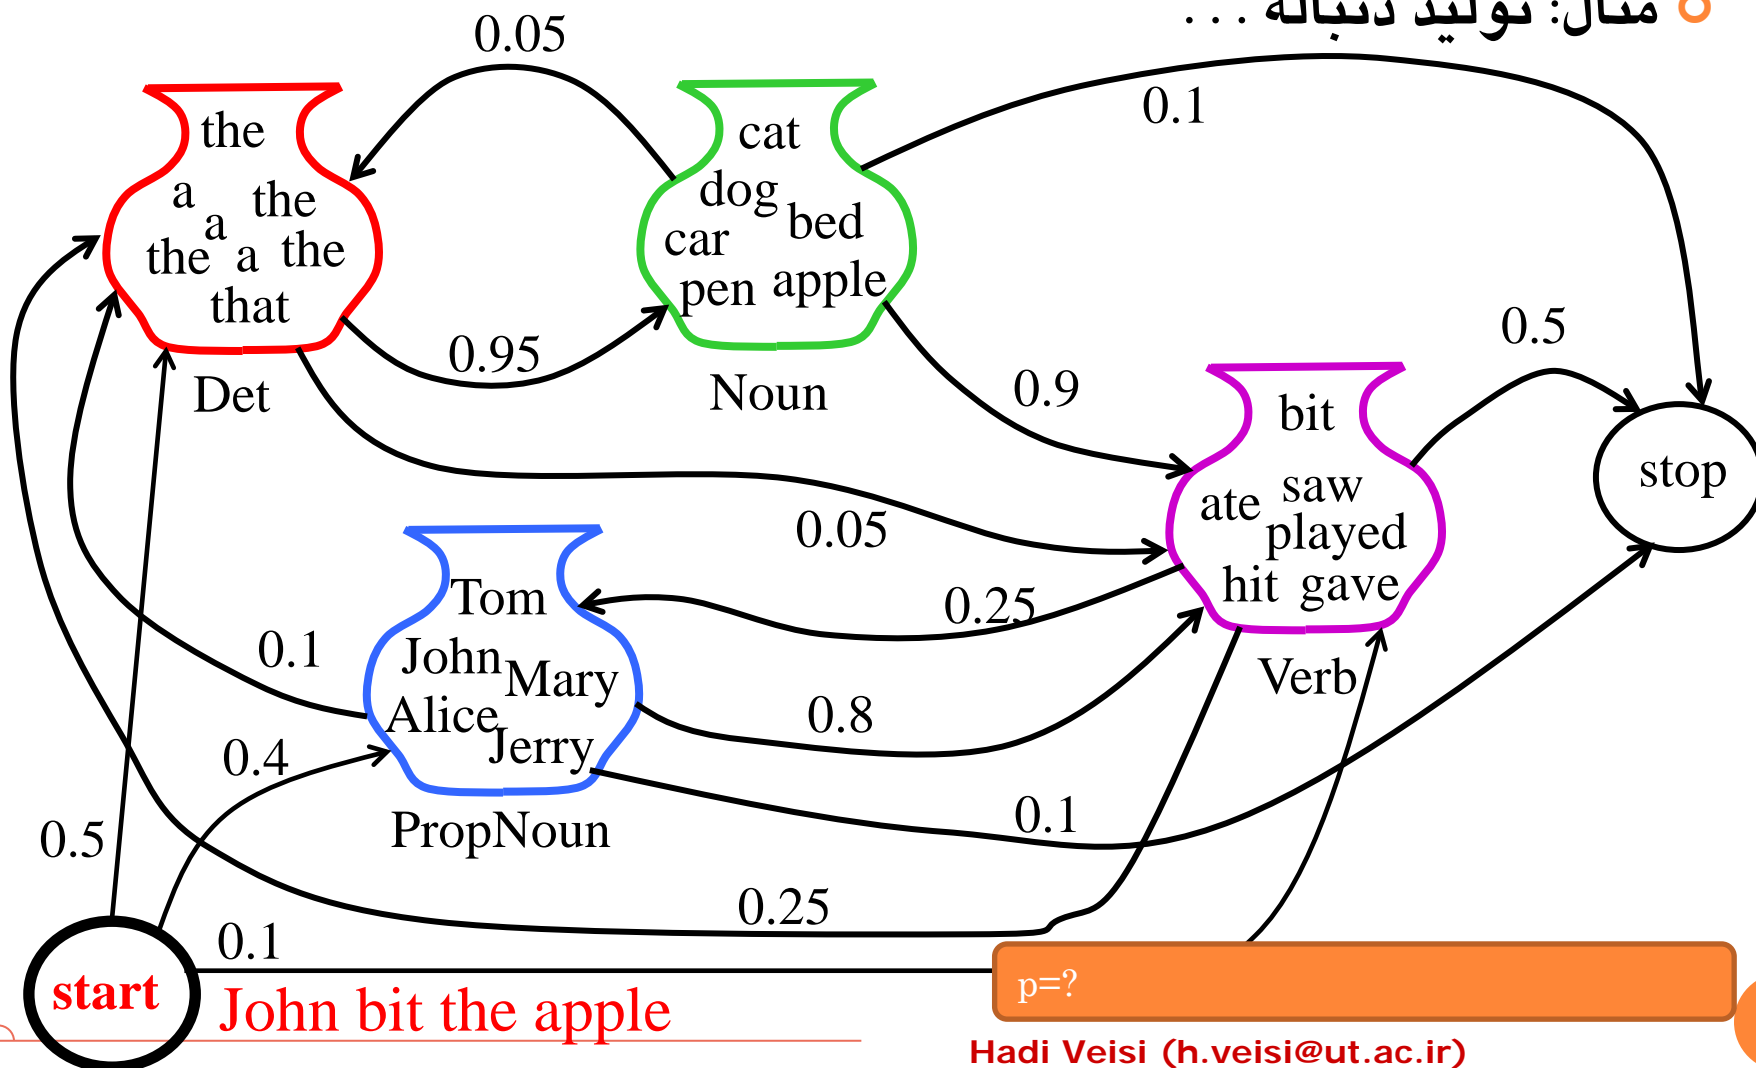 مثال: تولید دنباله ...
0.05
0.1
the
a the
a
the a the
that
Det
0.95
cat
dog
bed
car
pen apple
Noun
0.9
0.5
bit
saw
ate
played
hit gave
Verb
stop
0.05
0.25
Tom
John
Mary
Alice
Jerry
PropNoun
0.1
0.8
0.4
0.1
0.5
0.25
0.1
start
John bit the apple
p=?
Hadi Veisi (h.veisi@ut.ac.ir)